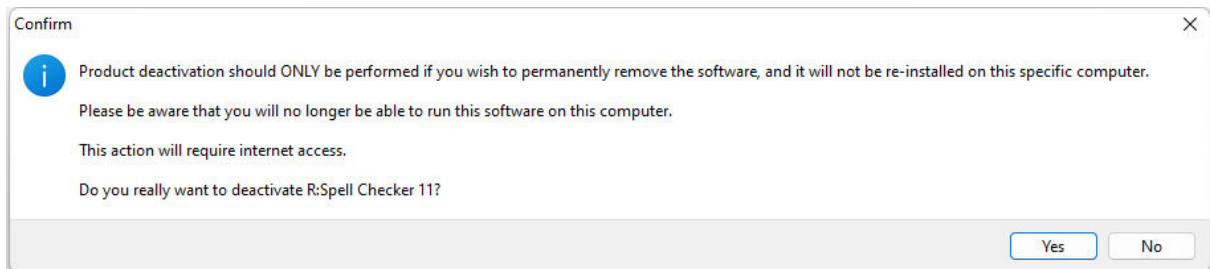 Confirm
Product deactivation should ONLY be performed if you wish to permanently remove the software, and it will not be re-installed on this specific computer.
Please be aware that you will no longer be able to run this software on this computer.
This action will require internet access.
Do you really want to deactivate R:Spell Checker 11?
Yes No